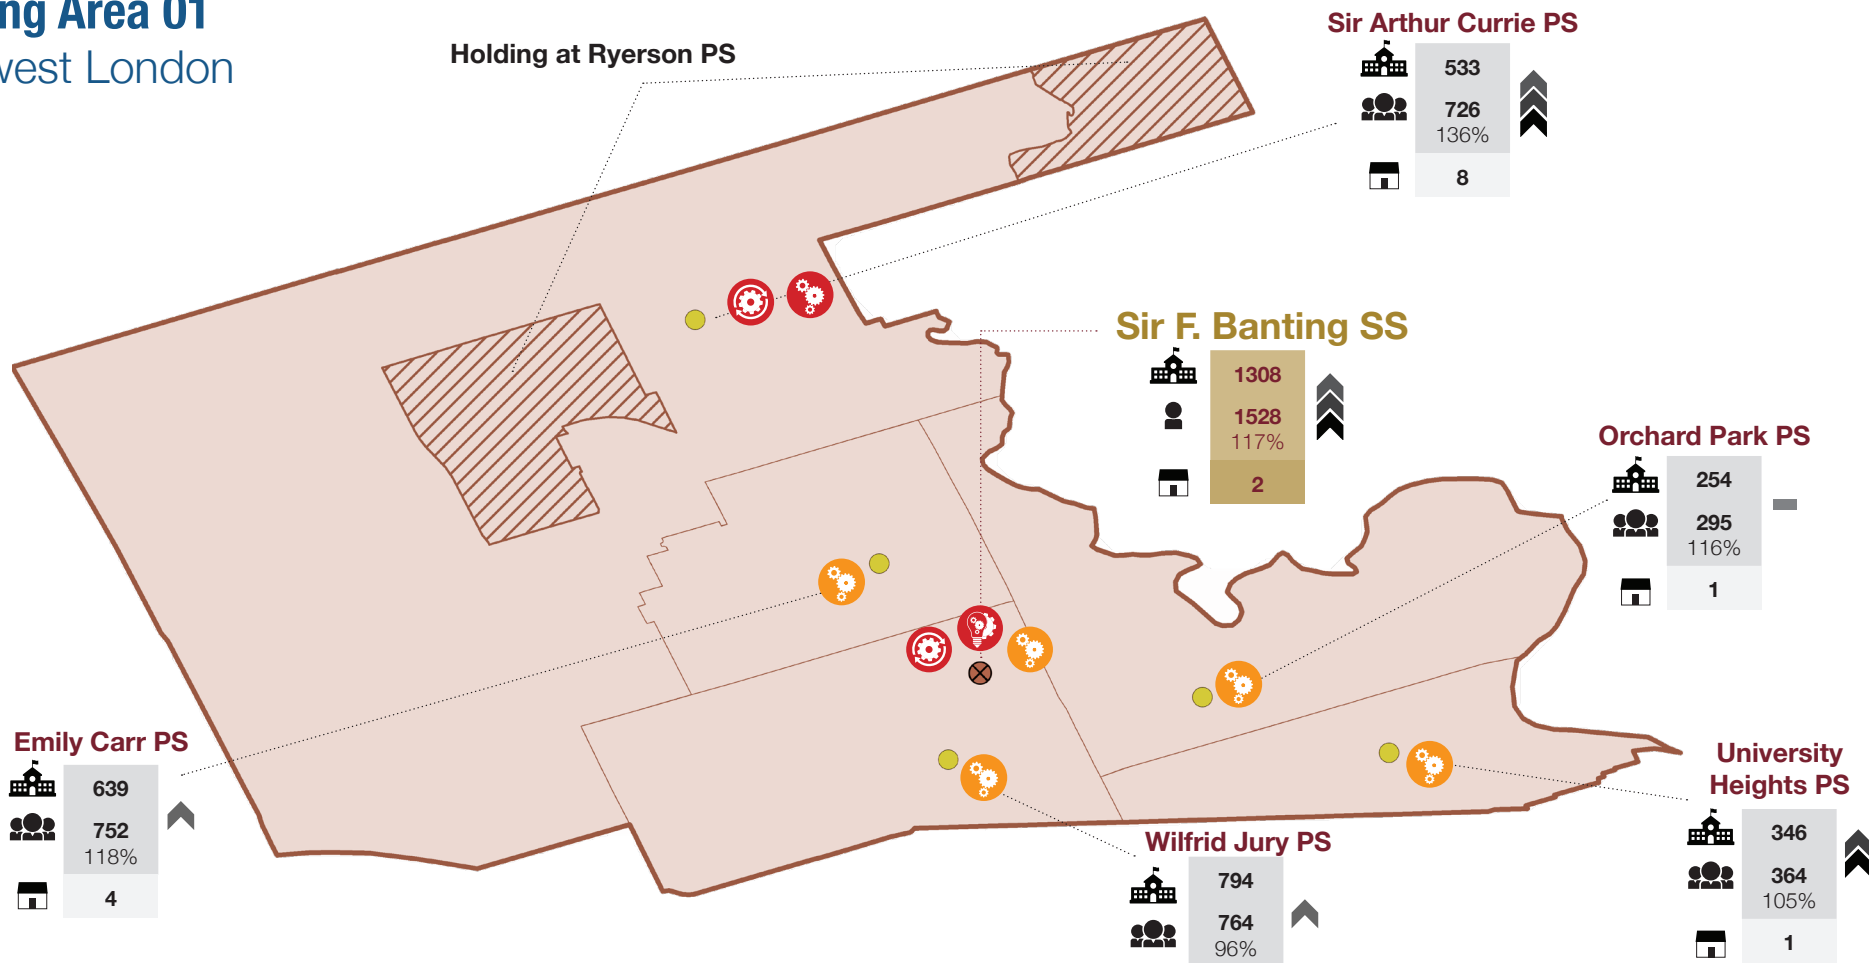 ng Area 01
west London
Holding at Ryerson PS
Sir Arthur Currie PS
533
726
136%
8
Sir F. Banting SS
1308
1528
117%
2
Orchard Park PS
254
295
116%
1
Emily Carr PS
639
752
118%
4
Wilfrid Jury PS
794
764
96%
University
Heights PS
346
364
105%
1